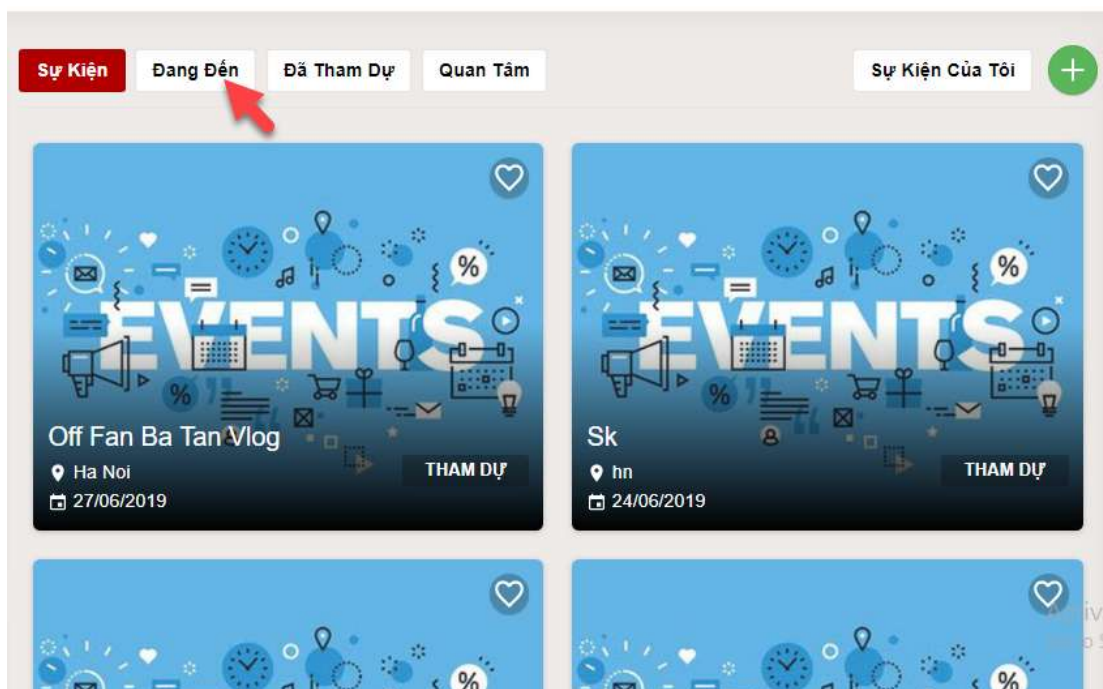 Sự Kiện Đang Đến Đã Tham Dự Quan Tâm Sự Kiện Của Tôi
EVENTS
%
%
Off Fan Ba Tan Vlog
Ha Noi
THAM DỰ
27/06/2019
EVENTS
%
%
Sk
hn
THAM DỰ
24/06/2019
%
%